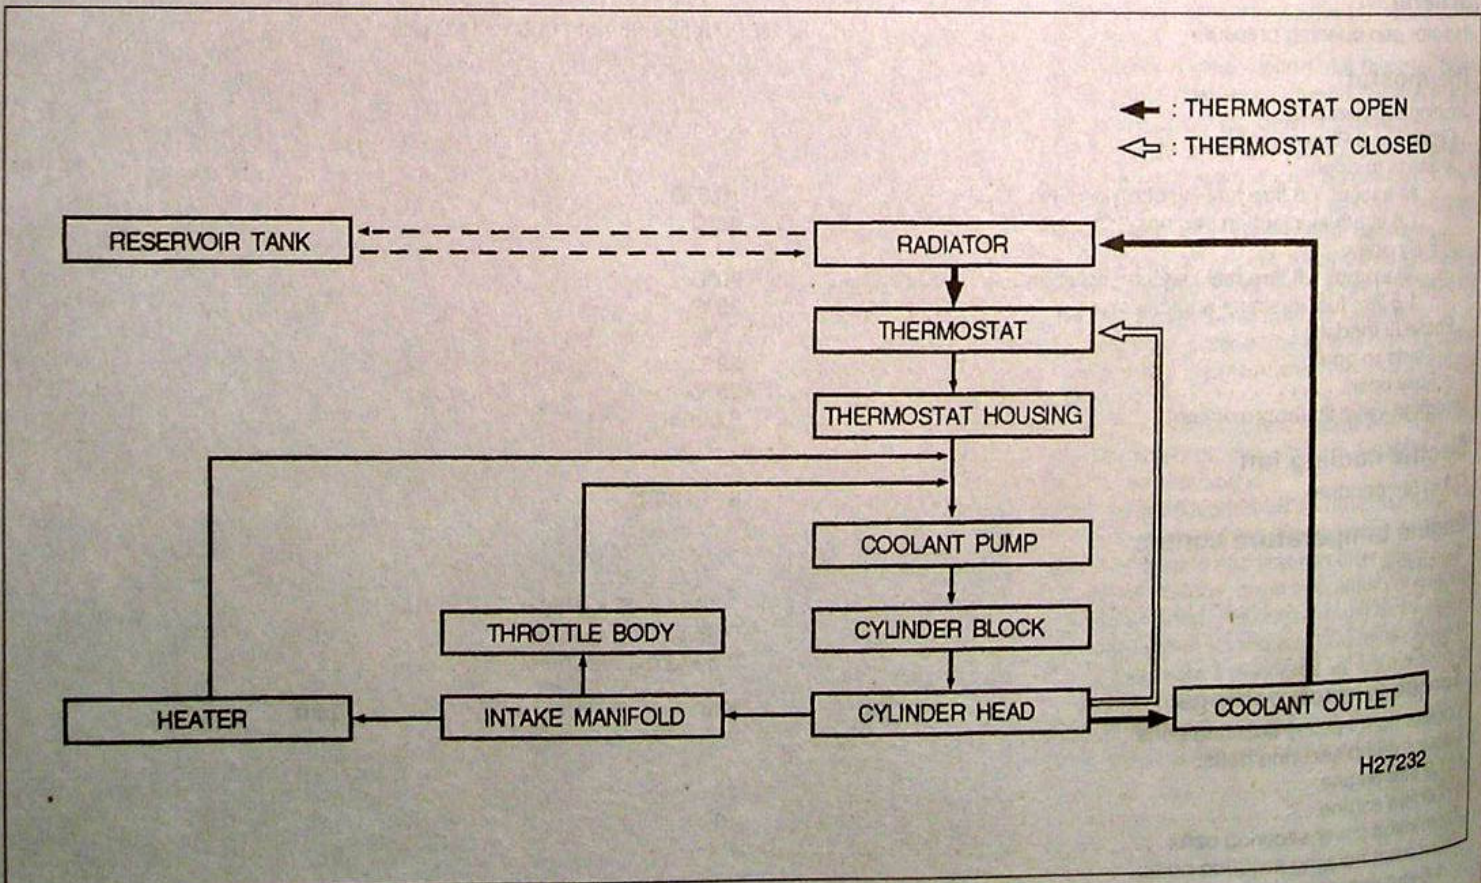 : THERMOSTAT OPEN
: THERMOSTAT CLOSED
RESERVOIR TANK
RADIATOR
THERMOSTAT
THERMOSTAT HOUSING
COOLANT PUMP
THROTTLE BODY
CYLINDER BLOCK
HEATER
INTAKE MANIFOLD
CYLINDER HEAD
COOLANT OUTLET
H27232